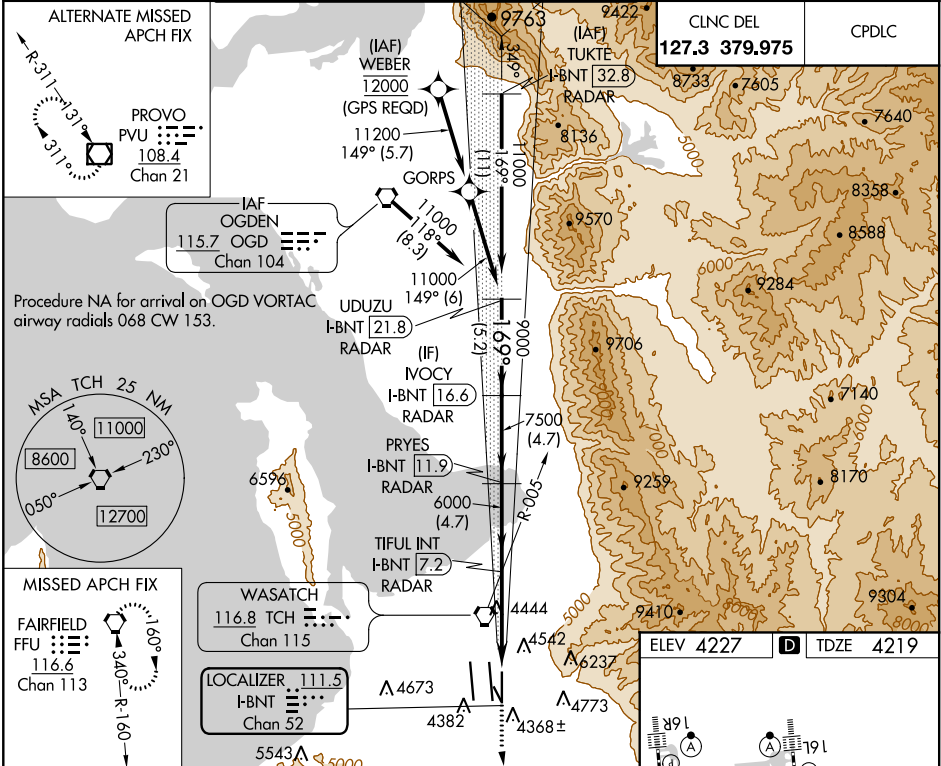 ALTERNATE MISSED
APCH FIX
R-311
131°
311°
PROVO
PVU
108.4
Chan 21
(IAF)
WEBER
12000
(GPS REQD)
11200
149° (5.7)
GORPS
9763
349°
(IAF)
TUKTE
I-BNT 32.8
RADAR
9422
CLNC DEL
127.3 379.975
CPDLC
8733
7605
7640
8136
5000
11000
169°
(11)
8358
8588
9570
6000
9284
IAF
OGDEN
115.7 OGD
Chan 104
11000
118°
(8.3)
11000
149° (6)
Procedure NA for arrival on OGD VORTAC
airway radials 068 CW 153.
UDUZU
I-BNT 21.8
RADAR
9000
169°
(5.2)
9706
(IF)
IVOCY
I-BNT 16.6
RADAR
7140
7500
(4.7)
MSA TCH 25 NM
140°
11000
8600
230°
050°
12700
PRYES
I-BNT 11.9
RADAR
6596
5000
6000
(4.7)
R-005
9259
6000
8170
TIFUL INT
I-BNT 7.2
RADAR
MISSED APCH FIX
FAIRFIELD
FFU
116.6
Chan 113
160°
340°
R-160
WASATCH
116.8 TCH
Chan 115
4444
9410
8000
9304
6000
4542
6237
LOCALIZER 111.5
I-BNT
Chan 52
4673
4382
4368±
4773
5543
5000
ELEV 4227
D
TDZE 4219
16R
A
A
16L